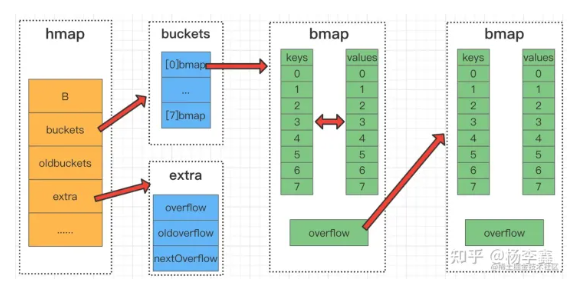 hmap
B
buckets
oldbuckets
extra
......
buckets
[0]bmap
...
[7]bmap
extra
overflow
oldoverflow
nextOverflow
bmap
keys
values
0
0
1
1
2
2
3
3
4
4
5
5
6
6
7
7
overflow
bmap
keys
values
0
0
1
1
2
2
3
3
4
4
5
5
6
6
7
7
overflow
知乎 @杨李鑫